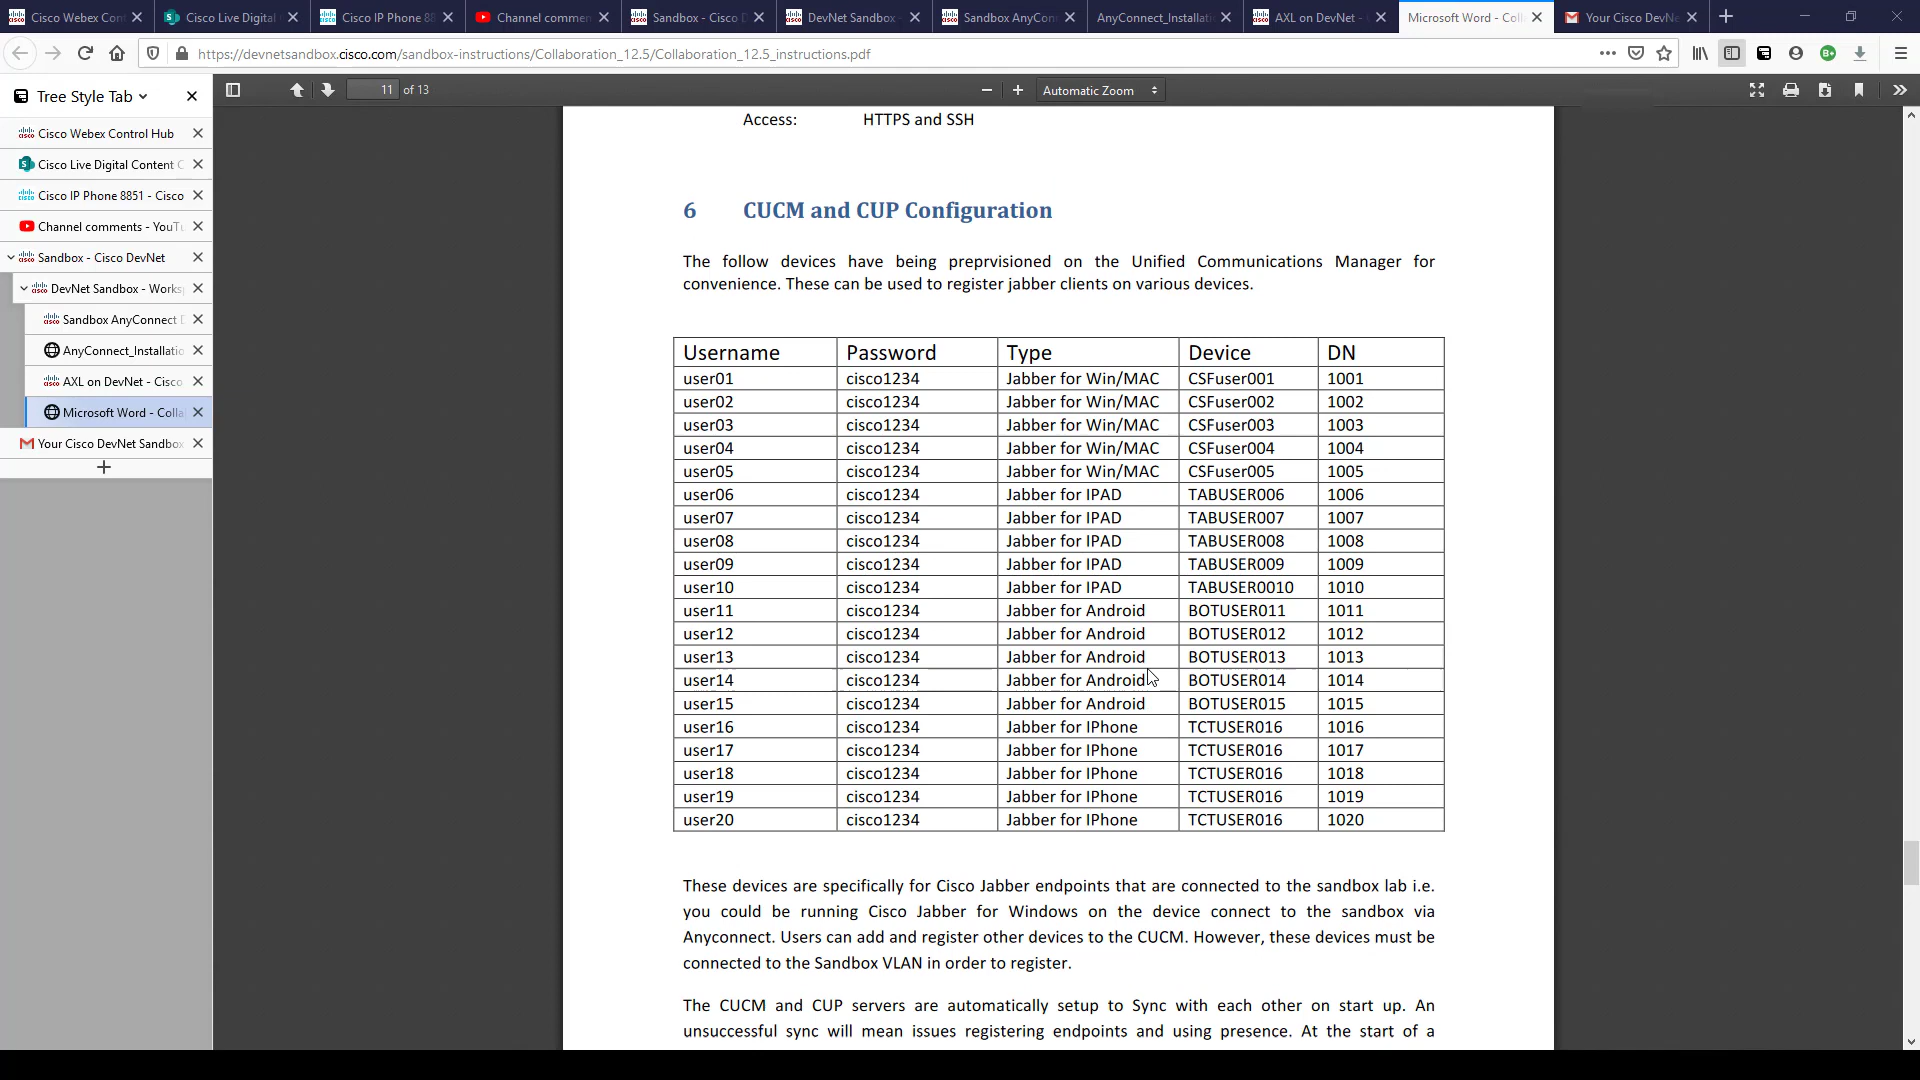 Cisco Webex Con
Cisco Live Digital
Cisco IP Phone 88
Channel commen
Sandbox - Cisco D
DevNet Sandbox -
Sandbox AnyConn
AnyConnect_Installati
AXL on DevNet -
Microsoft Word - Coll
Your Cisco DevNe
https://devnetsandbox.cisco.com/sandbox-instructions/Collaboration_12.5/Collaboration_12.5_instructions.pdf
Tree Style Tab
11 of 13
Automatic Zoom
Cisco Webex Control Hub
Cisco Live Digital Content C
Cisco IP Phone 8851 - Cisco
Channel comments - YouTu
Sandbox - Cisco DevNet
DevNet Sandbox - Works
Sandbox AnyConnect D
AnyConnect_Installatio
AXL on DevNet - Cisco
Microsoft Word - Colla
Your Cisco DevNet Sandbox
Access: HTTPS and SSH
6 CUCM and CUP Configuration
The follow devices have being preprvisioned on the Unified Communications Manager for
convenience. These can be used to register jabber clients on various devices.
Username Password Type Device DN
user01 cisco1234 Jabber for Win/MAC CSFuser001 1001
user02 cisco1234 Jabber for Win/MAC CSFuser002 1002
user03 cisco1234 Jabber for Win/MAC CSFuser003 1003
user04 cisco1234 Jabber for Win/MAC CSFuser004 1004
user05 cisco1234 Jabber for Win/MAC CSFuser005 1005
user06 cisco1234 Jabber for IPAD TABUSER006 1006
user07 cisco1234 Jabber for IPAD TABUSER007 1007
user08 cisco1234 Jabber for IPAD TABUSER008 1008
user09 cisco1234 Jabber for IPAD TABUSER009 1009
user10 cisco1234 Jabber for IPAD TABUSER0010 1010
user11 cisco1234 Jabber for Android BOTUSER011 1011
user12 cisco1234 Jabber for Android BOTUSER012 1012
user13 cisco1234 Jabber for Android BOTUSER013 1013
user14 cisco1234 Jabber for Android BOTUSER014 1014
user15 cisco1234 Jabber for Android BOTUSER015 1015
user16 cisco1234 Jabber for IPhone TCTUSER016 1016
user17 cisco1234 Jabber for IPhone TCTUSER016 1017
user18 cisco1234 Jabber for IPhone TCTUSER016 1018
user19 cisco1234 Jabber for IPhone TCTUSER016 1019
user20 cisco1234 Jabber for IPhone TCTUSER016 1020
These devices are specifically for Cisco Jabber endpoints that are connected to the sandbox lab i.e.
you could be running Cisco Jabber for Windows on the device connect to the sandbox via
Anyconnect. Users can add and register other devices to the CUCM. However, these devices must be
connected to the Sandbox VLAN in order to register.
The CUCM and CUP servers are automatically setup to Sync with each other on start up. An
unsuccessful sync will mean issues registering endpoints and using presence. At the start of a